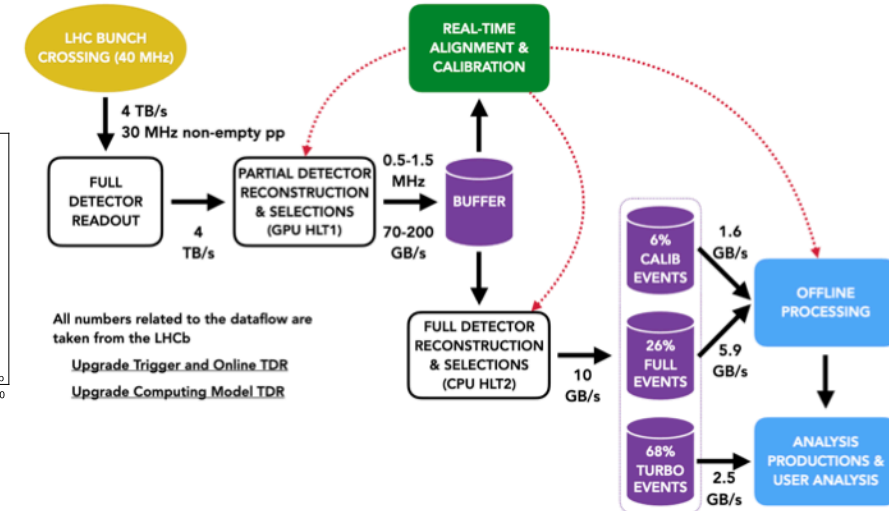 LHC BUNCH
CROSSING (40 MHz)
REAL-TIME
ALIGNMENT &
CALIBRATION
4 TB/s
30 MHz non-empty pp
FULL
DETECTOR
READOUT
4
TB/s
PARTIAL DETECTOR
RECONSTRUCTION
& SELECTIONS
(GPU HLT1)
0.5-1.5
MHz
70-200
GB/s
BUFFER
FULL DETECTOR
RECONSTRUCTION
& SELECTIONS
(CPU HLT2)
10
GB/s
6%
CALIB
EVENTS
26%
FULL
EVENTS
68%
TURBO
EVENTS
1.6
GB/s
5.9
GB/s
2.5
GB/s
OFFLINE
PROCESSING
ANALYSIS
PRODUCTIONS &
USER ANALYSIS
All numbers related to the dataflow are
taken from the LHCb
Upgrade Trigger and Online TDR
Upgrade Computing Model TDR
0